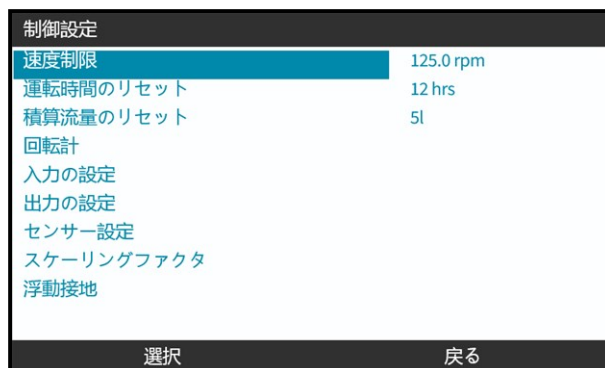 制御設定
速度制限 125.0 rpm
運転時間のリセット 12 hrs
積算流量のリセット 5l
回転計
入力の設定
出力の設定
センサー設定
スケーリングファクタ
浮動接地
選択 戻る